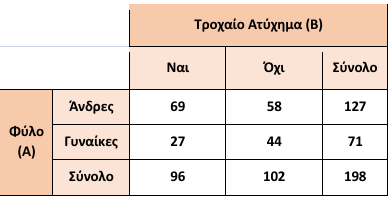 Τροχαίο Ατύχημα (Β)
Ναι Όχι Σύνολο
Φύλο (Α)
Άνδρες 69 58 127
Γυναίκες 27 44 71
Σύνολο 96 102 198